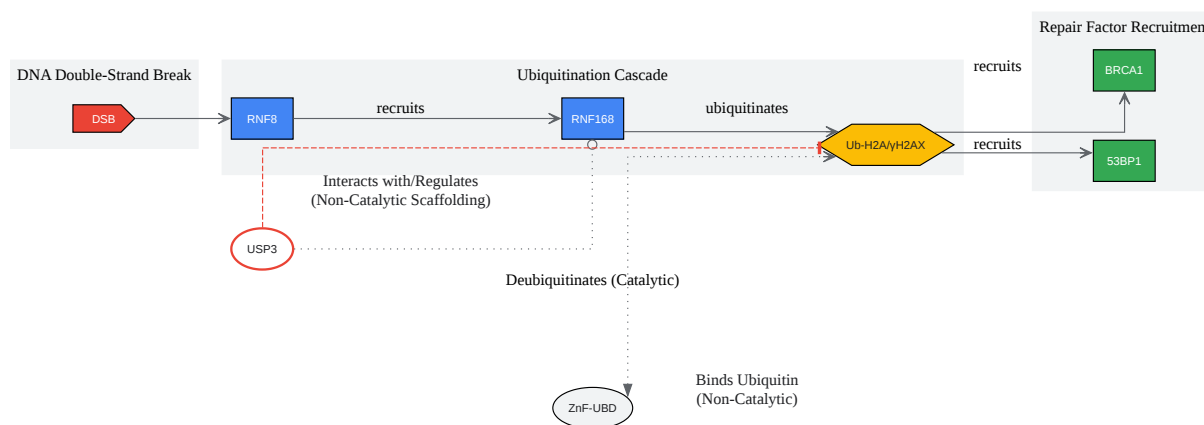 Repair Factor Recruitmen
DNA Double-Strand Break
Ubiquitination Cascade
recruits
BRCA1
DSB
RNF8
recruits
RNF168
ubiquitinates
Ub-H2A/γH2AX
recruits
53BP1
Interacts with/Regulates
(Non-Catalytic Scaffolding)
USP3
Deubiquitinates (Catalytic)
Binds Ubiquitin
(Non-Catalytic)
ZnF-UBD